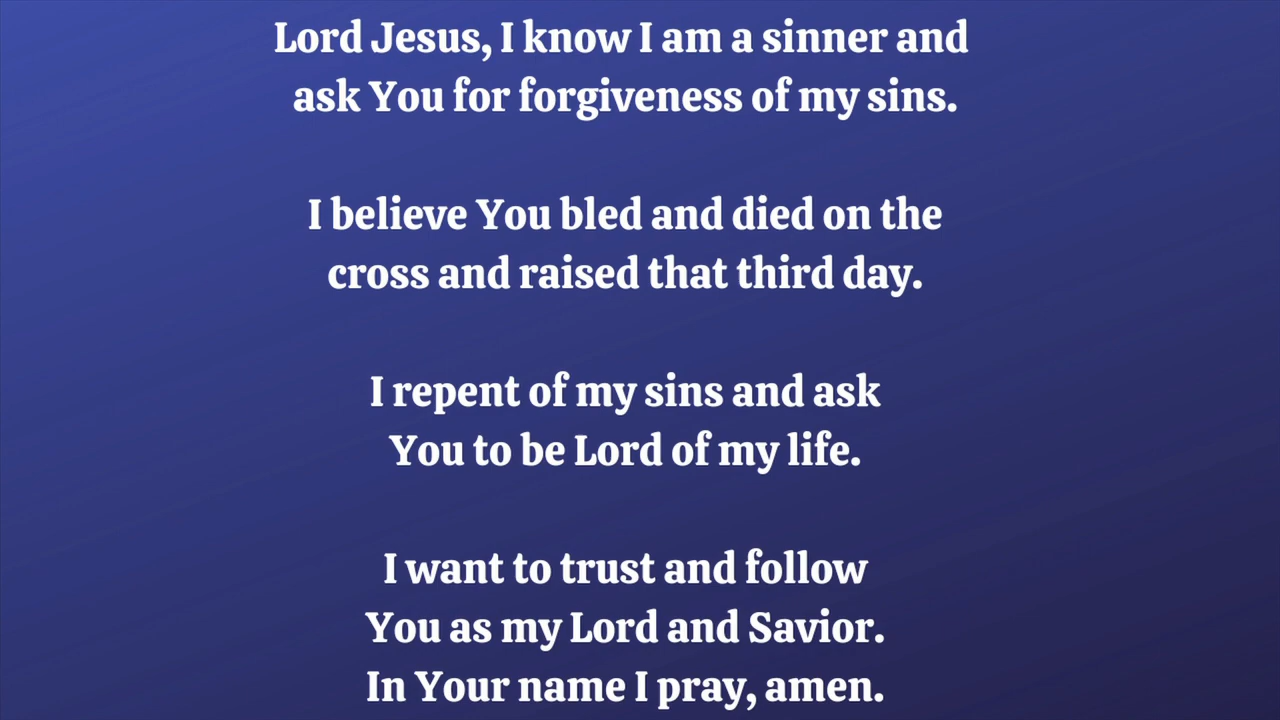 Lord Jesus, I know I am a sinner and
ask You for forgiveness of my sins.
I believe You bled and died on the
cross and raised that third day.
I repent of my sins and ask
You to be Lord of my life.
I want to trust and follow
You as my Lord and Savior.
In Your name I pray, amen.